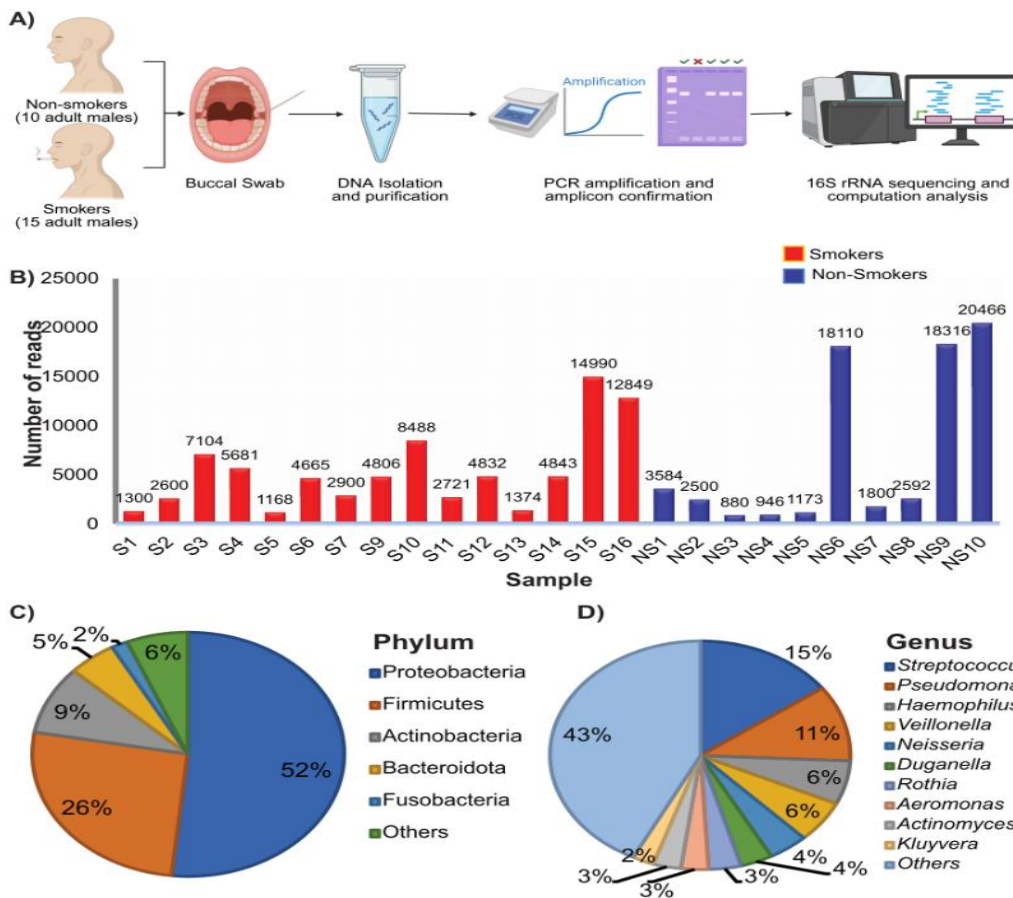 A)
Non-smokers
(10 adult males)
Smokers
(15 adult males)
Buccal Swab
DNA Isolation
and purification
Amplification
PCR amplification and
amplicon confirmation
16S rRNA sequencing and
computation analysis
B)
Smokers
Non-Smokers
Number of reads
25000
20000
15000
10000
5000
0
1300
2600
7104
5681
1168
4665
2900
4806
8488
2721
4832
1374
4843
14990
12849
3584
2500
880
946
1173
18110
1800
2592
18316
20466
S1
S2
S3
S4
S5
S6
S7
S9
S10
S11
S12
S13
S14
S15
S16
NS1
NS2
NS3
NS4
NS5
NS6
NS7
NS8
NS9
NS10
Sample
C)
52%
26%
9%
5%
2%
6%
Phylum
Proteobacteria
Firmicutes
Actinobacteria
Bacteroidota
Fusobacteria
Others
D)
15%
11%
6%
6%
4%
4%
3%
3%
3%
2%
43%
Genus
Streptococcu
Pseudomona
Haemophilus
Veillonella
Neisseria
Duganella
Rothia
Aeromonas
Actinomyces
Kluyvera
Others